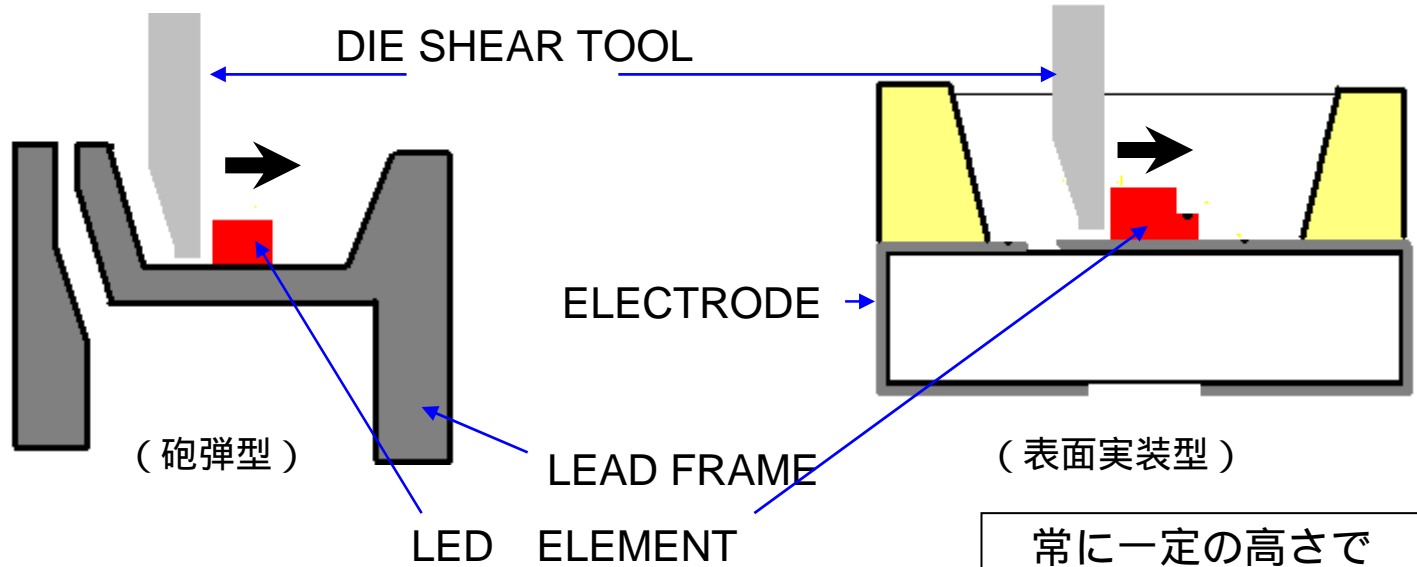 DIE SHEAR TOOL
ELECTRODE
（砲弾型）
（表面実装型）
LEAD FRAME
LED ELEMENT
常に一定の高さで